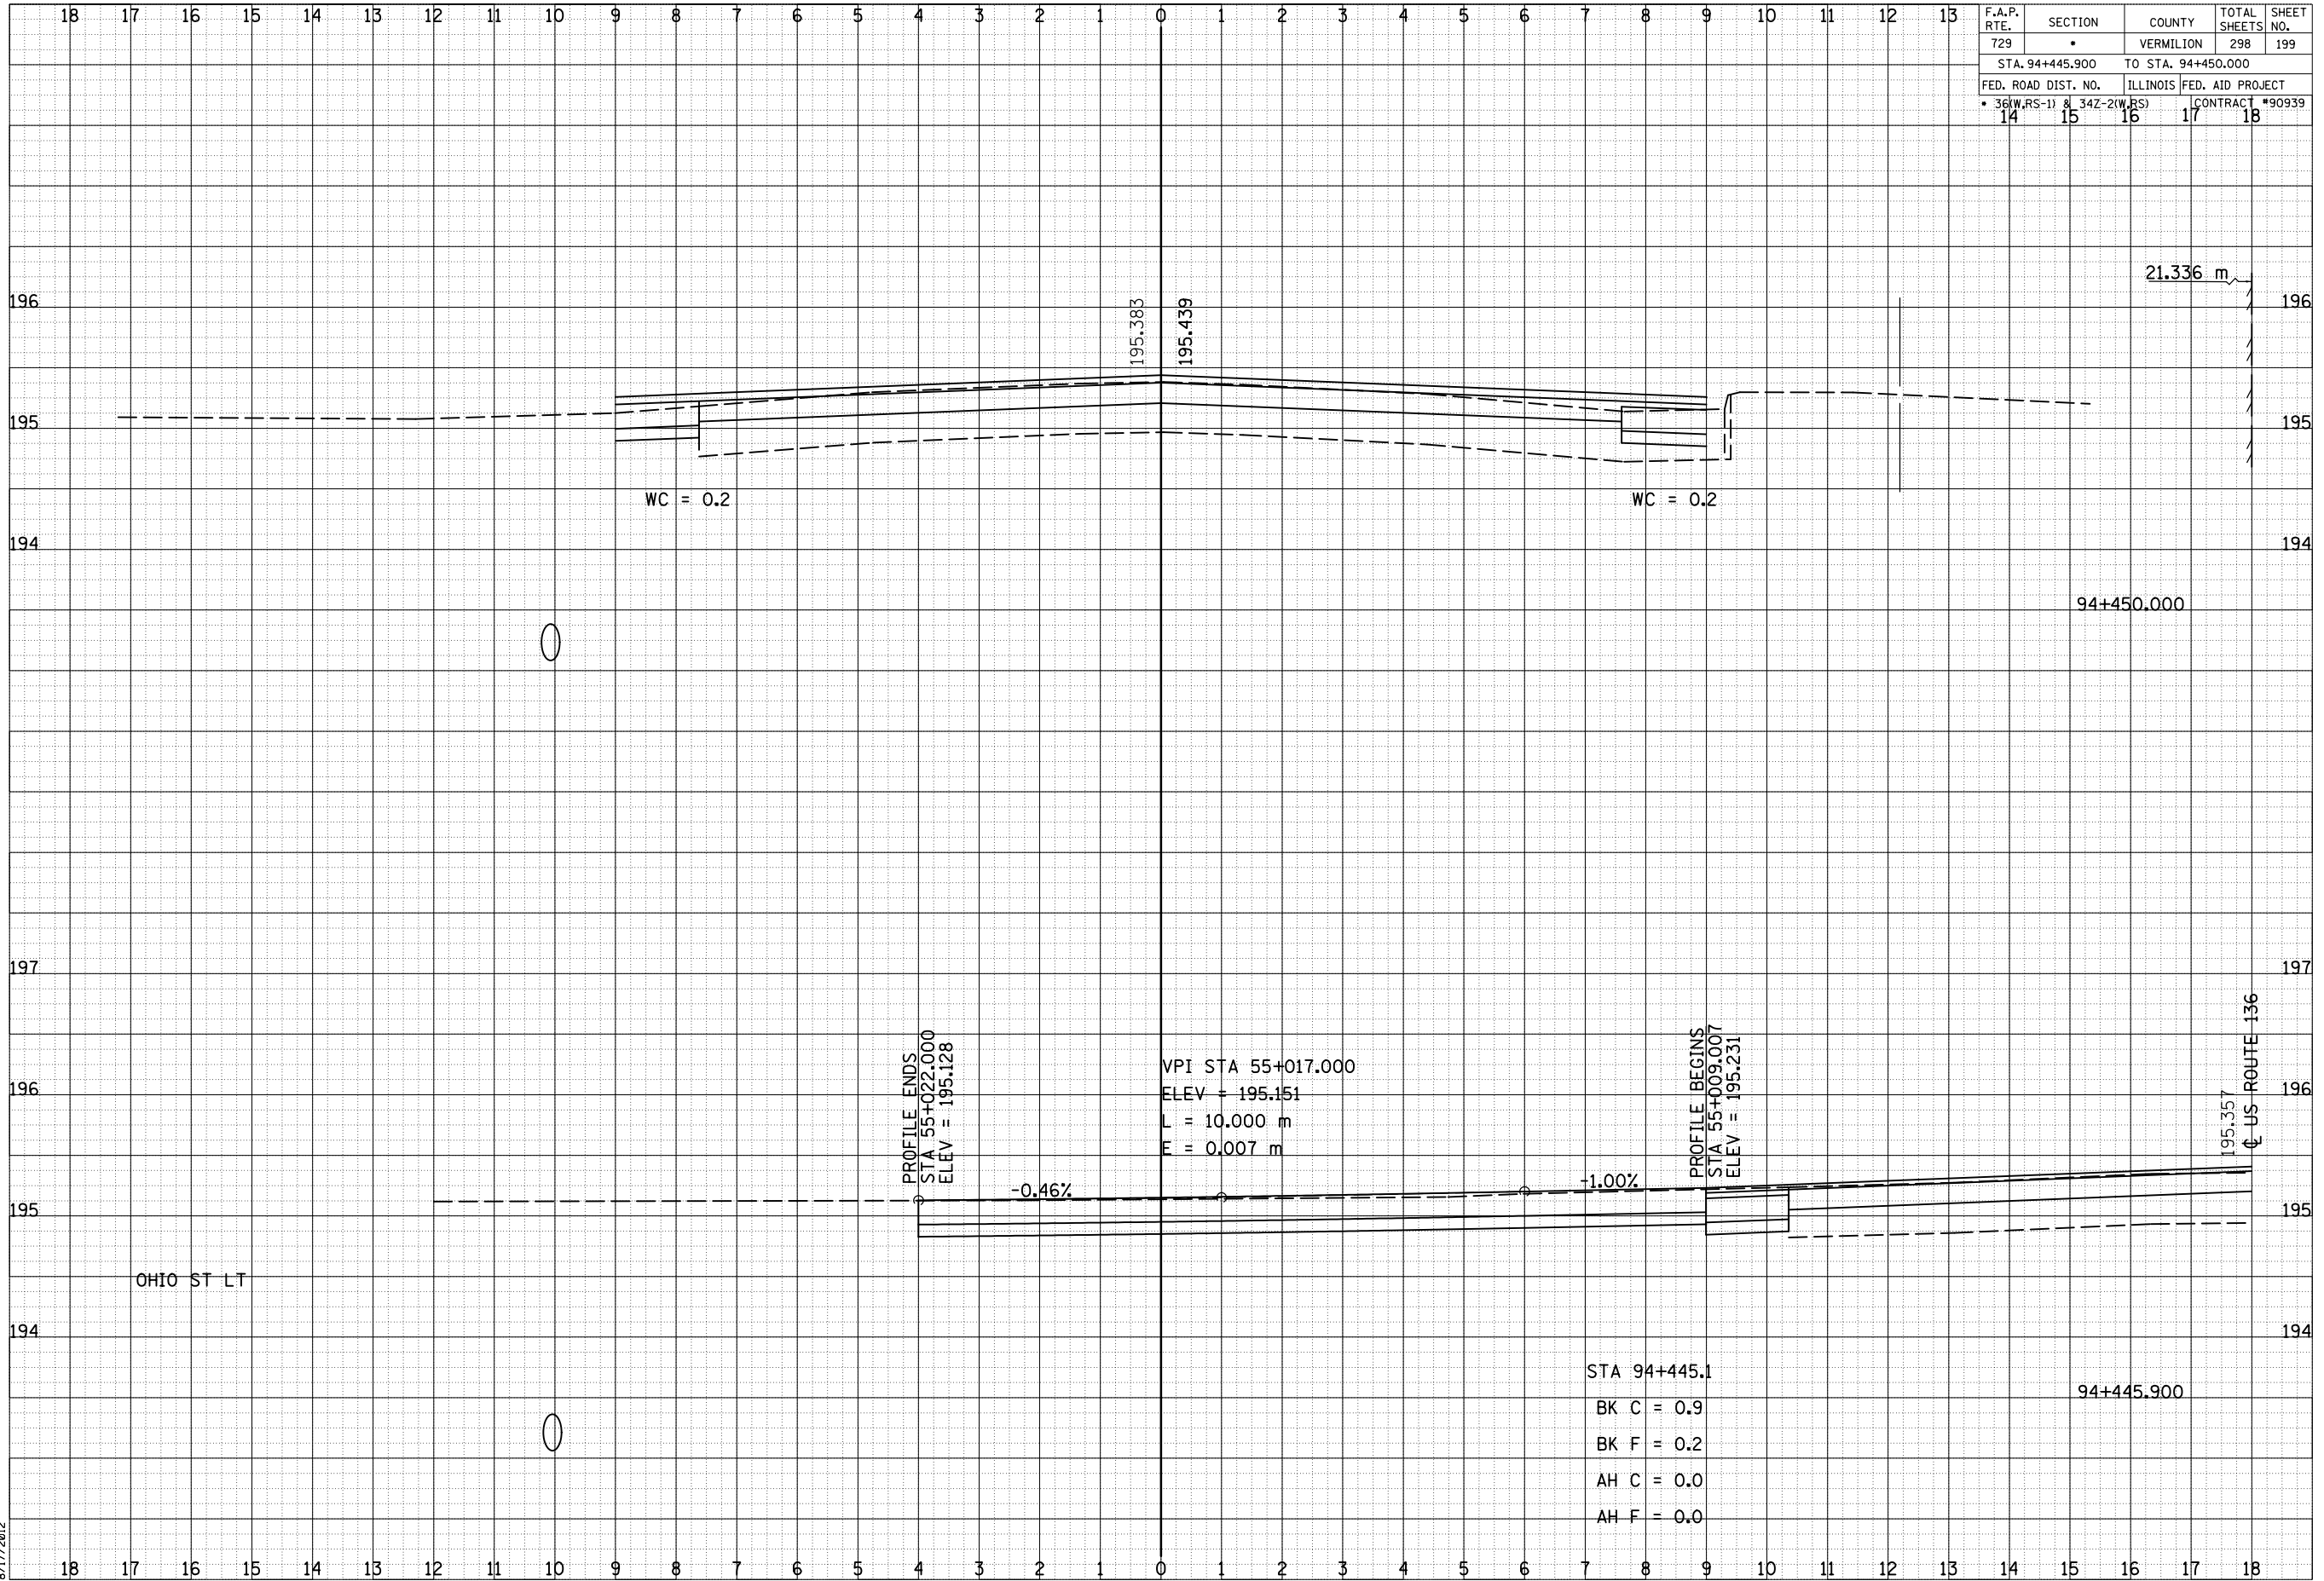 18 17 16 15 14 13 12 11 10 9 8 7 6 5 4 3 2 1 0 1 2 3 4 5 6 7 8 9 10 11 12 13
F.A.P. RTE. SECTION COUNTY TOTAL SHEETS SHEET NO.
729 • VERMILION 298 199
STA. 94+445.900 TO STA. 94+450.000
FED. ROAD DIST. NO. ILLINOIS FED. AID PROJECT
• 36(W,RS-1) & 34Z-2(W,RS) CONTRACT #90939
14 15 16 17 18
21.336 m
196 196
195.383
195.439
195 195
WC = 0.2 WC = 0.2
194 194
94+450.000
197 197
PROFILE ENDS
STA 55+022.000
ELEV = 195.128
VPI STA 55+017.000
ELEV = 195.151
L = 10.000 m
E = 0.007 m
PROFILE BEGINS
STA 55+009.007
ELEV = 195.231
195.357
℄ US ROUTE 136
196 196
-0.46% -1.00%
195 195
OHIO ST LT
194 194
STA 94+445.1
94+445.900
BK C = 0.9
BK F = 0.2
AH C = 0.0
AH F = 0.0
18 17 16 15 14 13 12 11 10 9 8 7 6 5 4 3 2 1 0 1 2 3 4 5 6 7 8 9 10 11 12 13 14 15 16 17 18